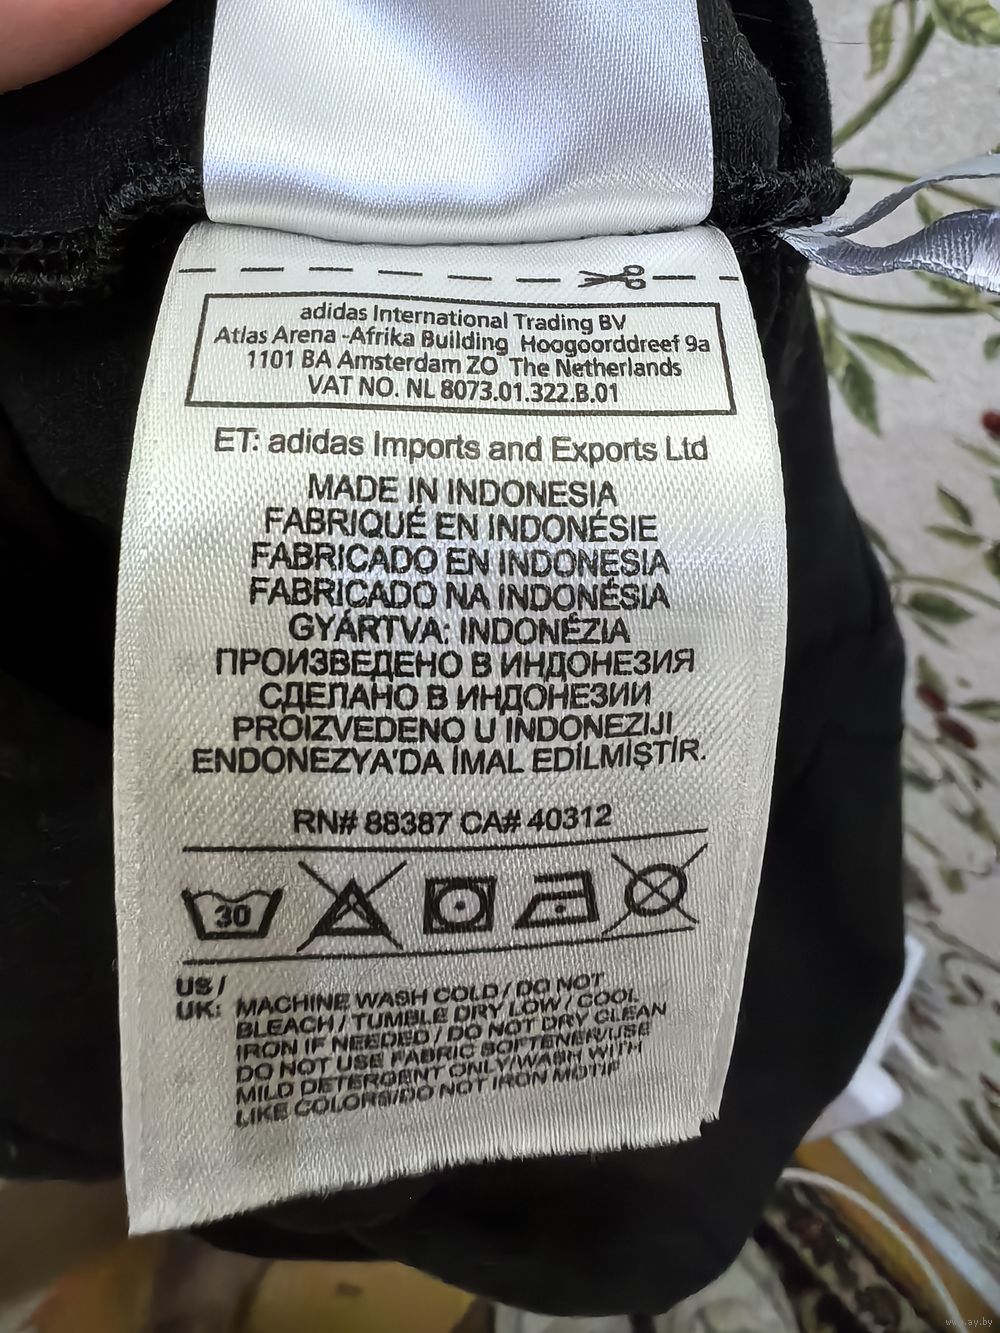 adidas International Trading BV
Atlas Arena -Afrika Building Hoogoorddreef 9a
1101 BA Amsterdam ZO The Netherlands
VAT NO. NL 8073.01.322.B.01
ET: adidas Imports and Exports Ltd
MADE IN INDONESIA
FABRIQUÉ EN INDONÉSIE
FABRICADO EN INDONESIA
FABRICADO NA INDONÉSIA
GYÁRTVA: INDONÉZIA
ПРОИЗВЕДЕНО В ИНДОНЕЗИЯ
СДЕЛАНО В ИНДОНЕЗИИ
PROIZVEDENO U INDONEZIJI
ENDONEZYA'DA İMAL EDİLMİŞTİR.
RN# 88387 CA# 40312
30
US /
UK: MACHINE WASH COLD / DO NOT
BLEACH / TUMBLE DRY LOW / COOL
IRON IF NEEDED / DO NOT DRY CLEAN
DO NOT USE FABRIC SOFTENER/USE
MILD DETERGENT ONLY/WASH WITH
LIKE COLORS/DO NOT IRON MOTIF
www.ay.by